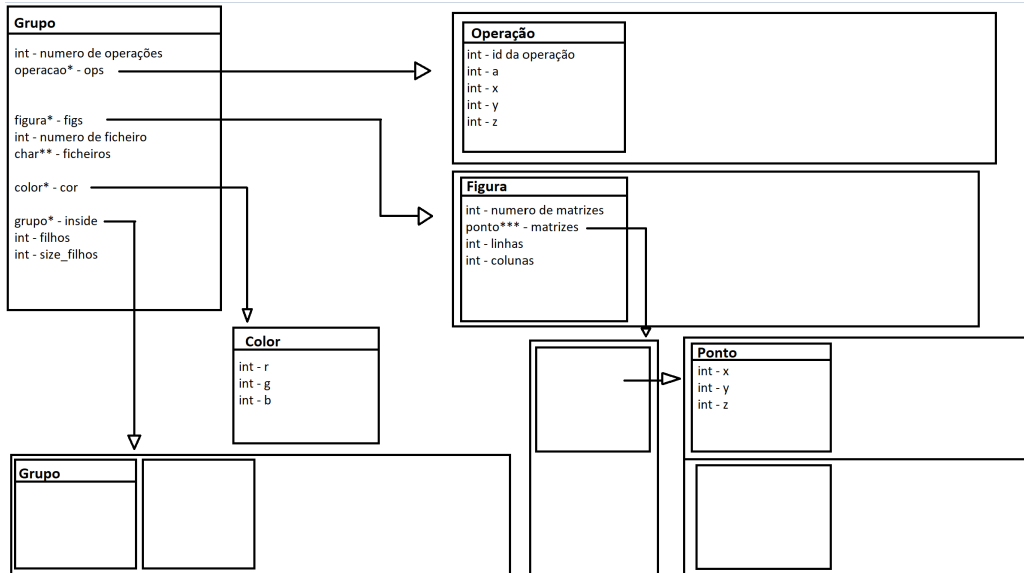 Grupo
int - numero de operações
operacao* - ops
figura* - figs
int - numero de ficheiro
char** - ficheiros
color* - cor
grupo* - inside
int - filhos
int - size_filhos
Operação
int - id da operação
int - a
int - x
int - y
int - z
Figura
int - numero de matrizes
ponto*** - matrizes
int - linhas
int - colunas
Color
int - r
int - g
int - b
Ponto
int - x
int - y
int - z
Grupo